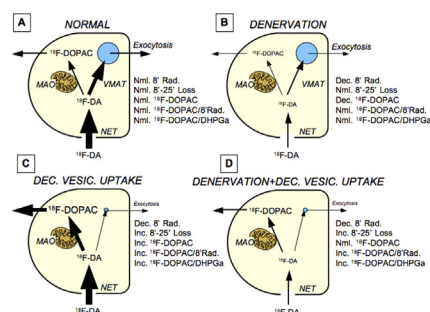 A
NORMAL
Exocytosis
¹⁸F-DOPAC
MAO
VMAT
¹⁸F-DA
NET
¹⁸F-DA
Nml. 8' Rad.
Nml. 8'-25' Loss
Nml. ¹⁸F-DOPAC
Nml. ¹⁸F-DOPAC/8'Rad.
Nml. ¹⁸F-DOPAC/DHPGa
B
DENERVATION
Exocytosis
¹⁸F-DOPAC
MAO
VMAT
¹⁸F-DA
NET
¹⁸F-DA
Dec. 8' Rad.
Nml. 8'-25' Loss
Dec. ¹⁸F-DOPAC
Nml. ¹⁸F-DOPAC/8'Rad.
Nml. ¹⁸F-DOPAC/DHPGa
C
DEC. VESIC. UPTAKE
Exocytosis
¹⁸F-DOPAC
MAO
¹⁸F-DA
NET
¹⁸F-DA
Dec. 8' Rad.
Inc. 8'-25' Loss
Inc. ¹⁸F-DOPAC
Inc. ¹⁸F-DOPAC/8'Rad.
Inc. ¹⁸F-DOPAC/DHPGa
D
DENERVATION+DEC. VESIC. UPTAKE
Exocytosis
¹⁸F-DOPAC
MAO
¹⁸F-DA
NET
¹⁸F-DA
Dec. 8' Rad.
Inc. 8'-25' Loss
Nml. ¹⁸F-DOPAC
Inc. ¹⁸F-DOPAC/8'Rad.
Inc. ¹⁸F-DOPAC/DHPGa